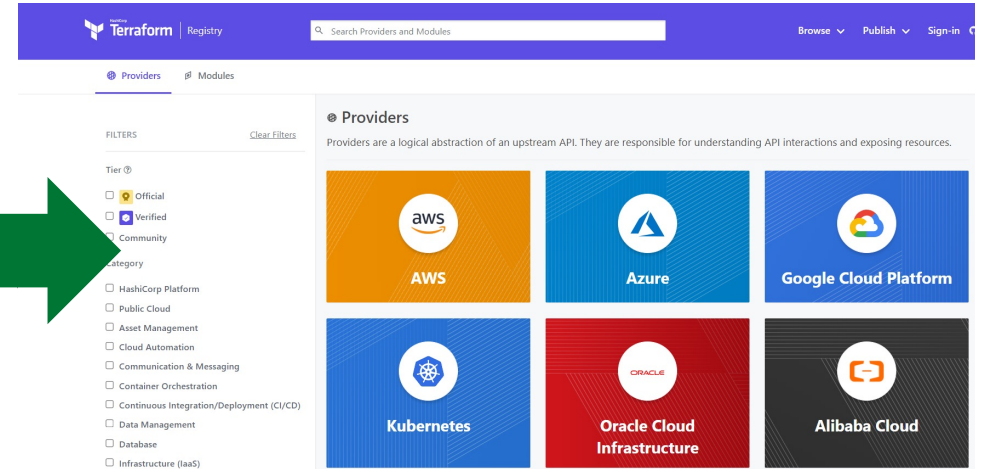 HashiCorp
Terraform
Registry
Search Providers and Modules
Browse
Publish
Sign-in
Providers
Modules
FILTERS
Clear Filters
Tier
Official
Verified
Community
Category
HashiCorp Platform
Public Cloud
Asset Management
Cloud Automation
Communication & Messaging
Container Orchestration
Continuous Integration/Deployment (CI/CD)
Data Management
Database
Infrastructure (IaaS)
Providers
Providers are a logical abstraction of an upstream API. They are responsible for understanding API interactions and exposing resources.
aws
AWS
Azure
Google Cloud Platform
Kubernetes
ORACLE
Oracle Cloud
Infrastructure
Alibaba Cloud